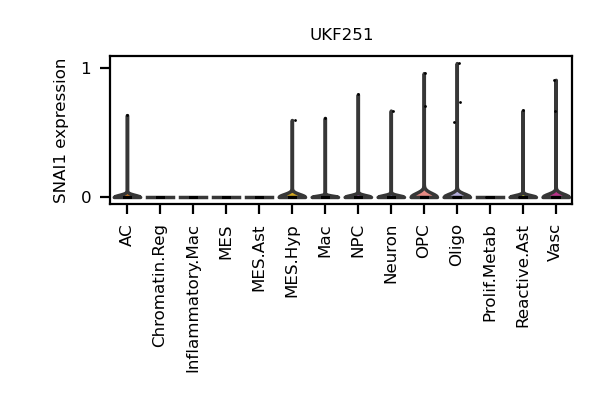 UKF251
SNAI1 expression
1
0
AC
Chromatin.Reg
Inflammatory.Mac
MES
MES.Ast
MES.Hyp
Mac
NPC
Neuron
OPC
Oligo
Prolif.Metab
Reactive.Ast
Vasc